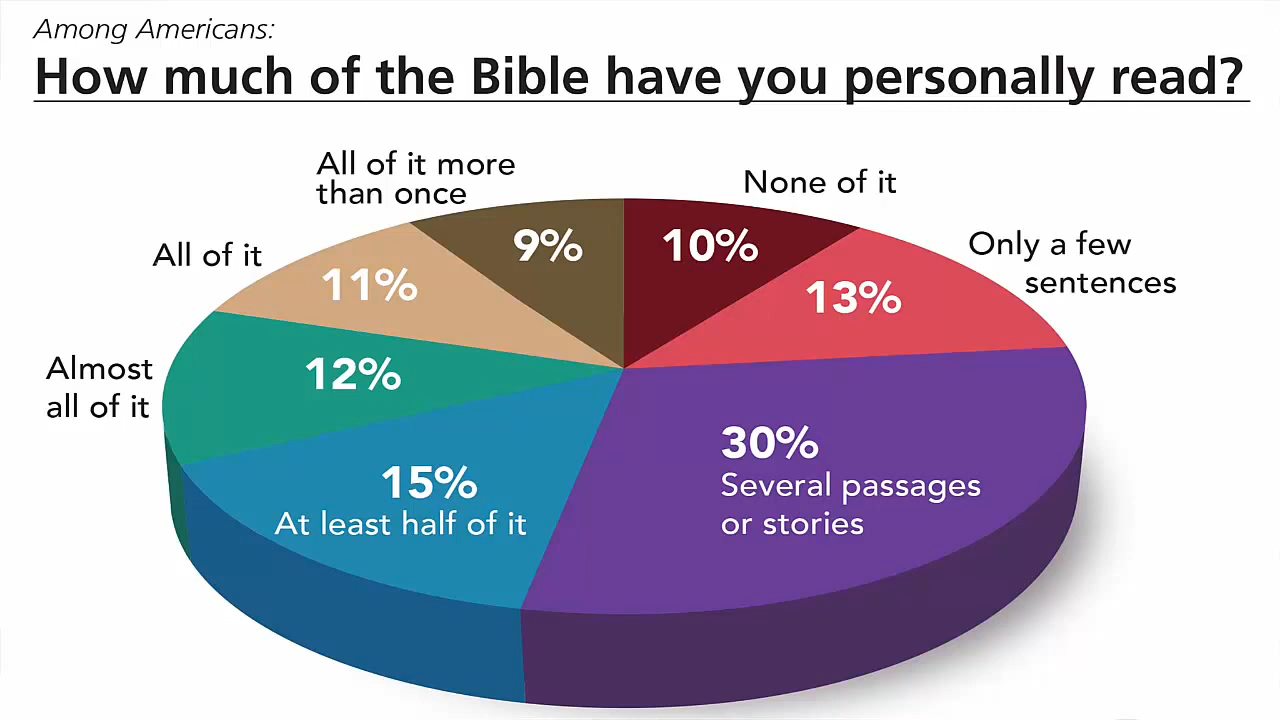 Among Americans:
How much of the Bible have you personally read?
All of it more
than once
None of it
9%
10%
Only a few
sentences
13%
All of it
11%
Almost
all of it
12%
30%
Several passages
or stories
15%
At least half of it